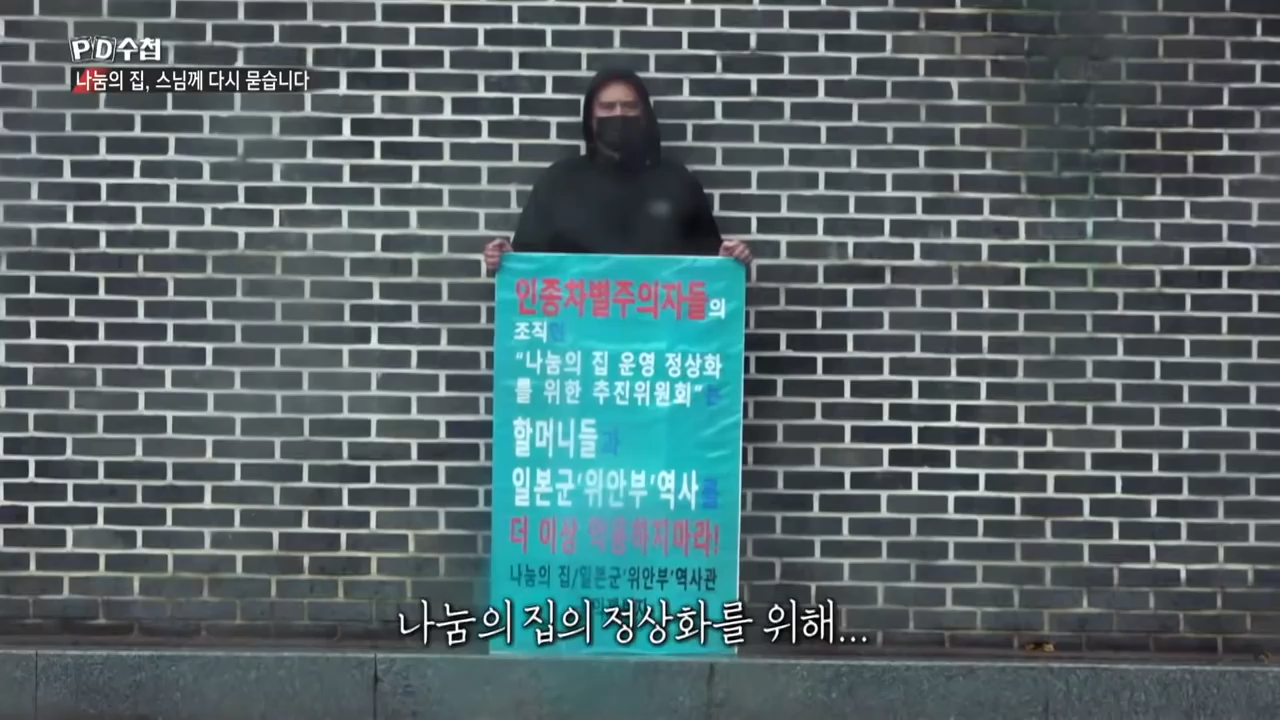 PD수첩
나눔의 집, 스님께 다시 묻습니다
인종차별주의자들의
조직인
“나눔의 집 운영 정상화
를 위한 추진위원회”는
할머니들과
일본군‘위안부’역사를
더 이상 악용하지마라!
나눔의 집/일본군‘위안부’역사관
나눔의 집의 정상화를 위해...